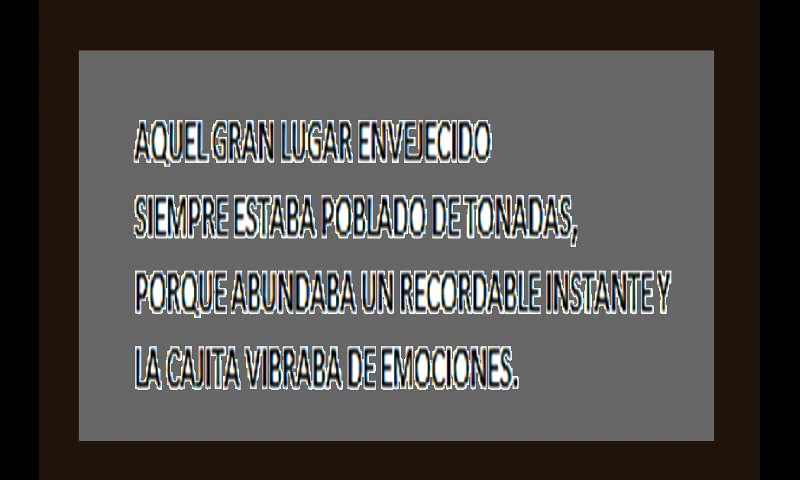 AQUEL GRAN LUGAR ENVEJECIDO
SIEMPRE ESTABA POBLADO DE TONADAS,
PORQUE ABUNDABA UN RECORDABLE INSTANTE Y
LA CAJITA VIBRABA DE EMOCIONES.